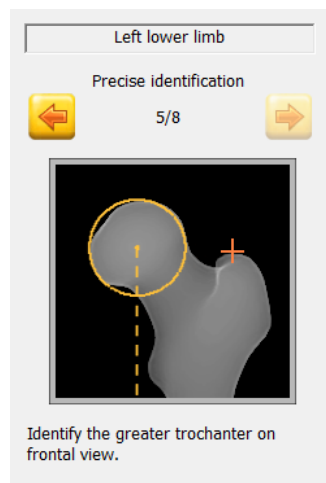 Left lower limb
Precise identification
5/8
Identify the greater trochanter on
frontal view.